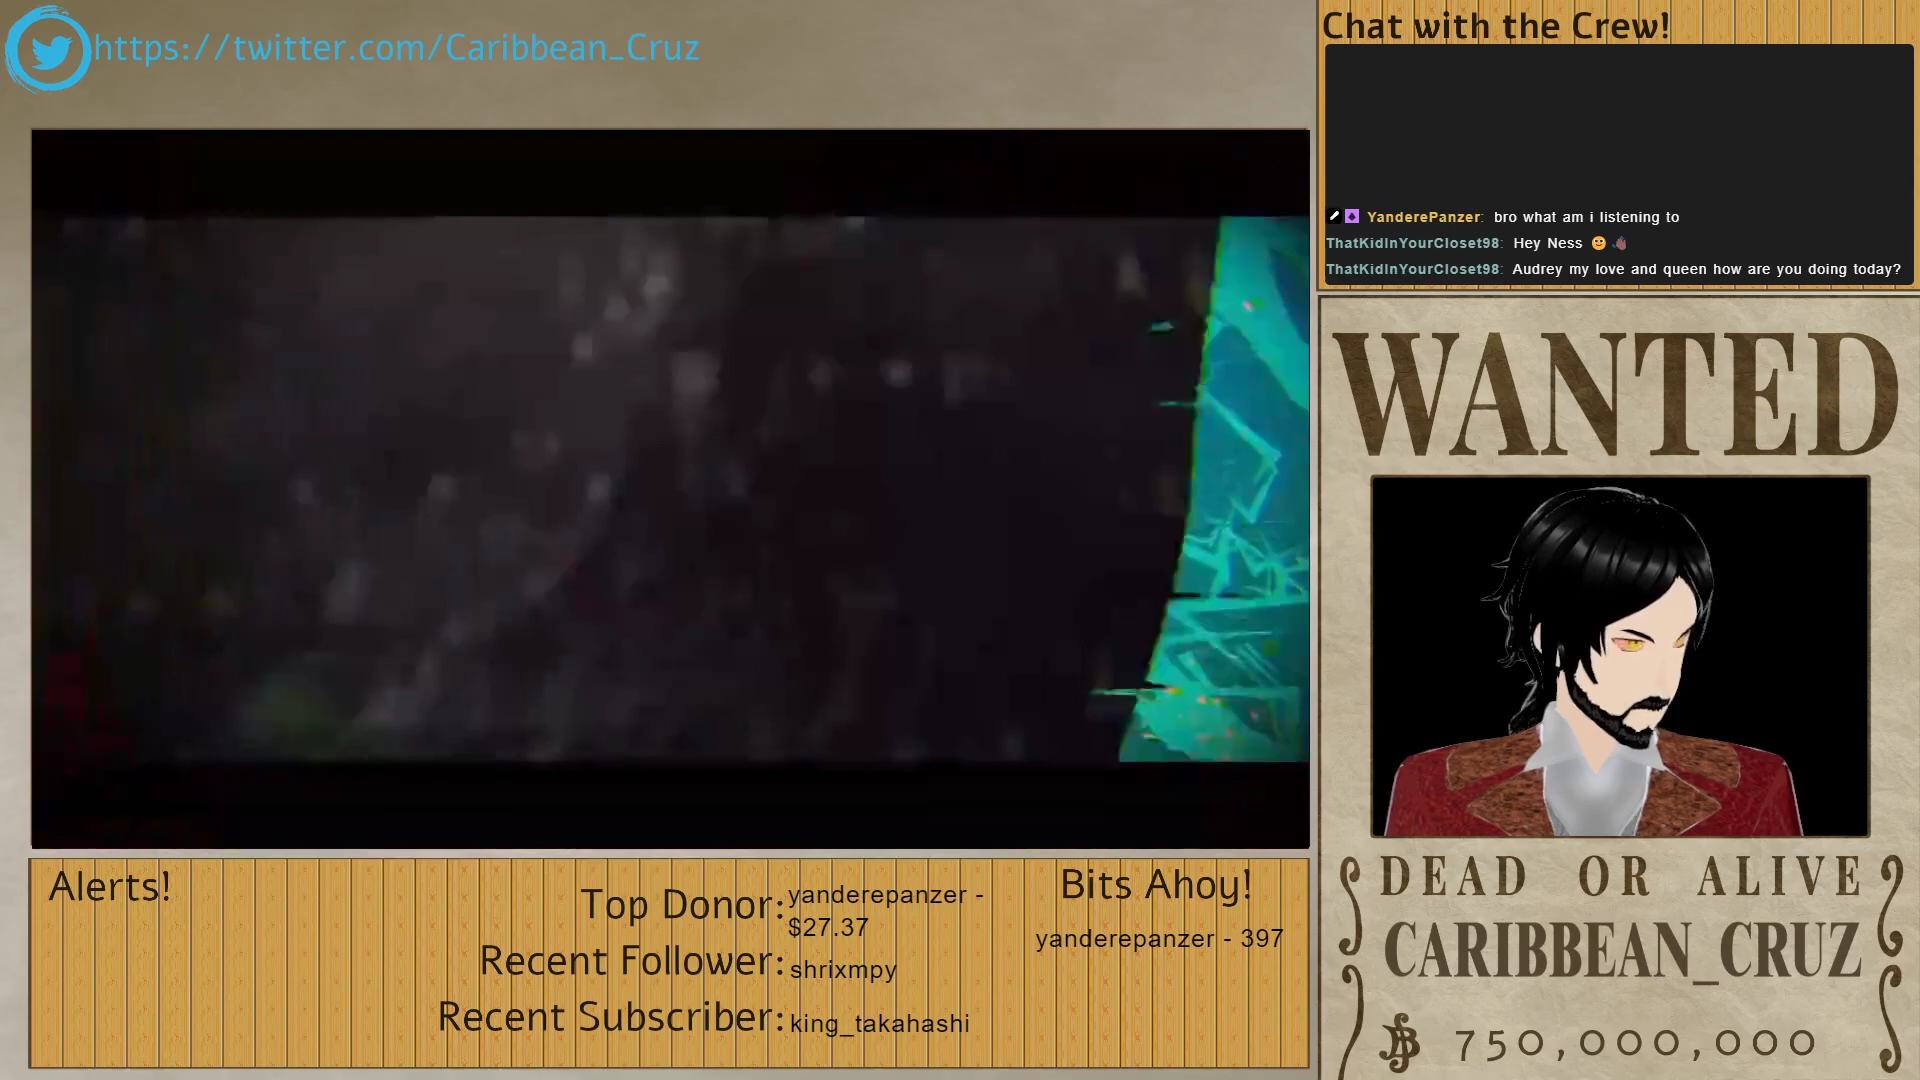 https://twitter.com/Caribbean_Cruz
Chat with the Crew!
YanderePanzer: bro what am i listening to
ThatKidInYourCloset98: Hey Ness
ThatKidInYourCloset98: Audrey my love and queen how are you doing today?
WANTED
DEAD OR ALIVE
CARIBBEAN_CRUZ
750,000,000
Alerts!
Top Donor: yanderepanzer -
$27.37
Recent Follower: shrixmpy
Recent Subscriber: king_takahashi
Bits Ahoy!
yanderepanzer - 397